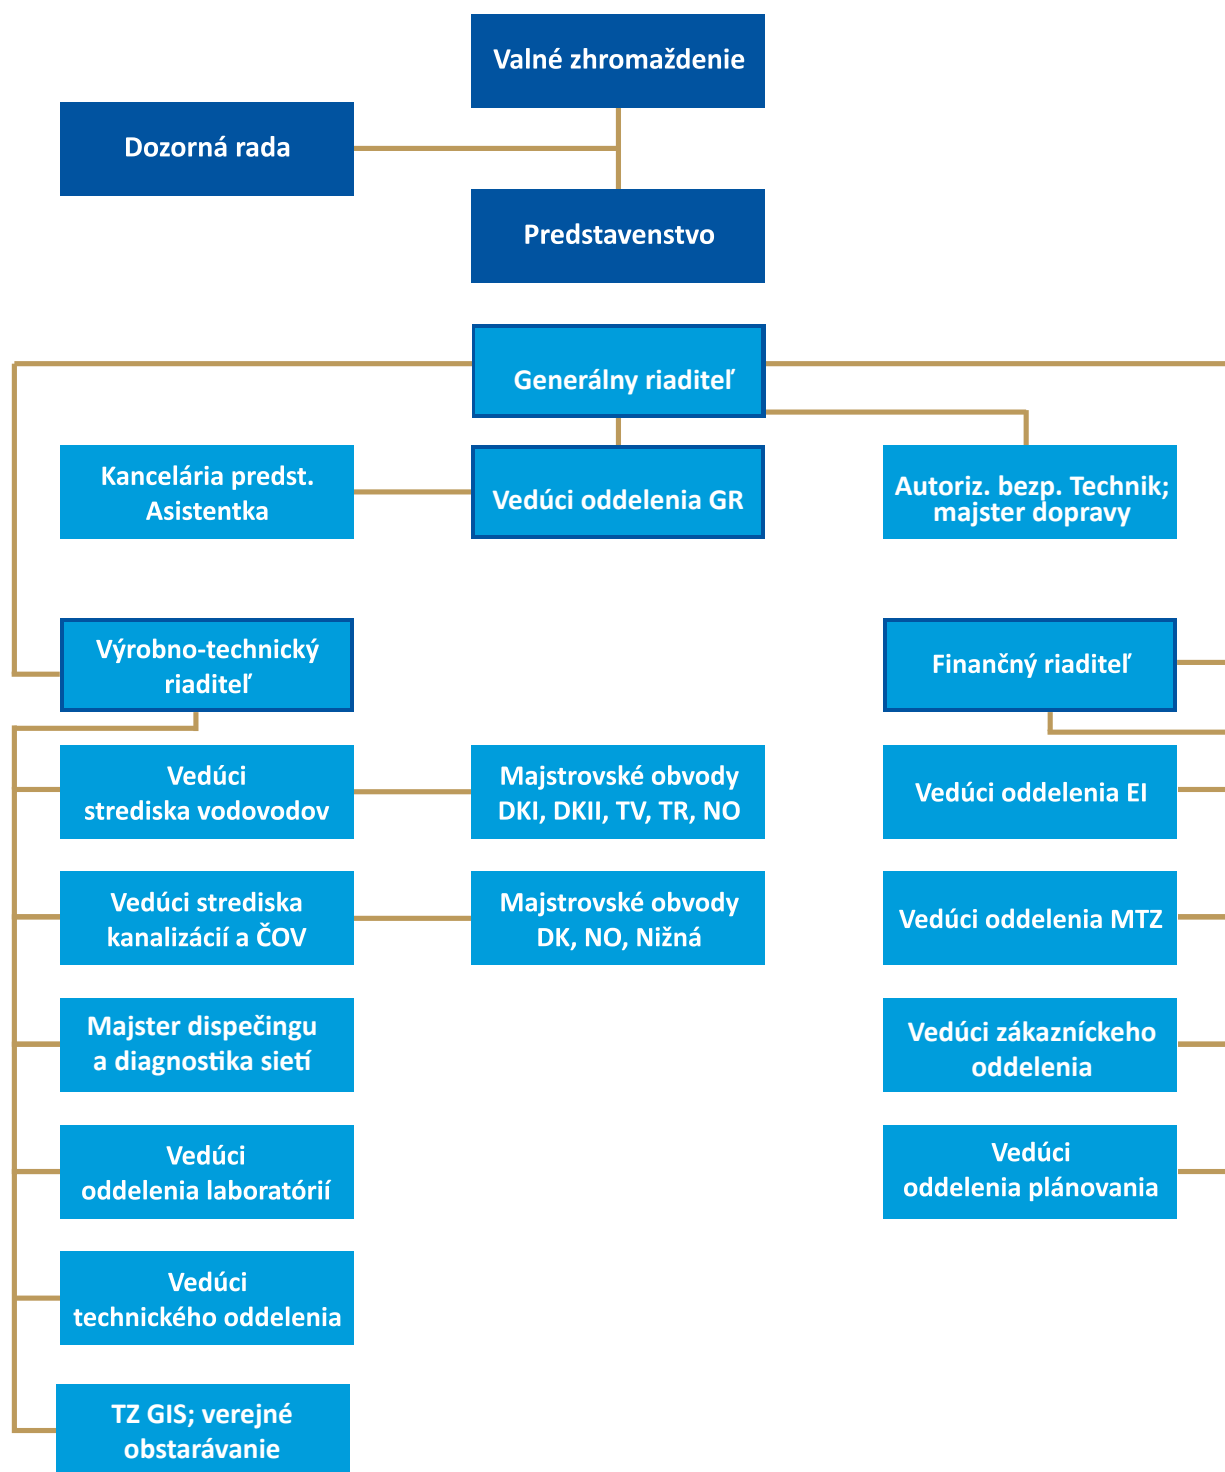 Valné zhromaždenie
Dozorná rada
Predstavenstvo
Generálny riaditeľ
Kancelária predst.
Asistentka
Vedúci oddelenia GR
Autoriz. bezp. Technik;
majster dopravy
Výrobno-technický
riaditeľ
Finančný riaditeľ
Vedúci
strediska vodovodov
Majstrovské obvody
DKI, DKII, TV, TR, NO
Vedúci oddelenia EI
Vedúci strediska
kanalizácií a ČOV
Majstrovské obvody
DK, NO, Nižná
Vedúci oddelenia MTZ
Majster dispečingu
a diagnostika sietí
Vedúci zákazníckeho
oddelenia
Vedúci
oddelenia laboratórií
Vedúci
oddelenia plánovania
Vedúci
technického oddelenia
TZ GIS; verejné
obstarávanie